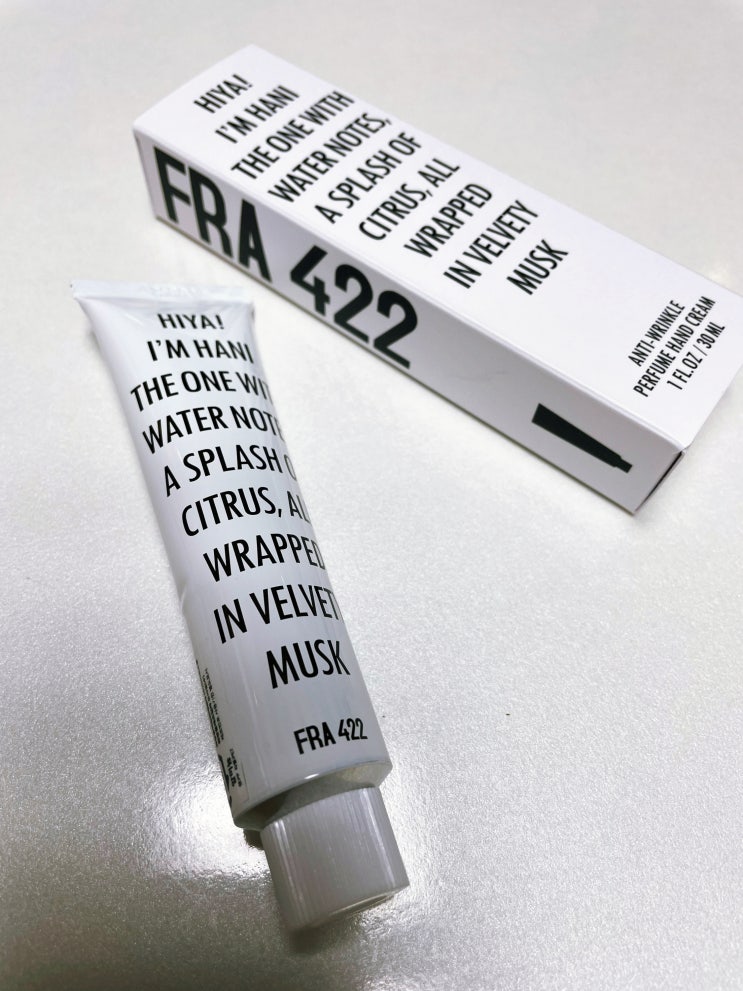 HIYA!
I'M HANI
THE ONE WITH
WATER NOTES,
A SPLASH OF
CITRUS, ALL
WRAPPED
IN VELVETY
MUSK
FRA 422
ANTI-WRINKLE
PERFUME HAND CREAM
1 FL.OZ / 30 ML
HIYA!
I'M HANI
THE ONE WIT
WATER NOTE
A SPLASH O
CITRUS, AL
WRAPPED
IN VELVET
MUSK
FRA 422